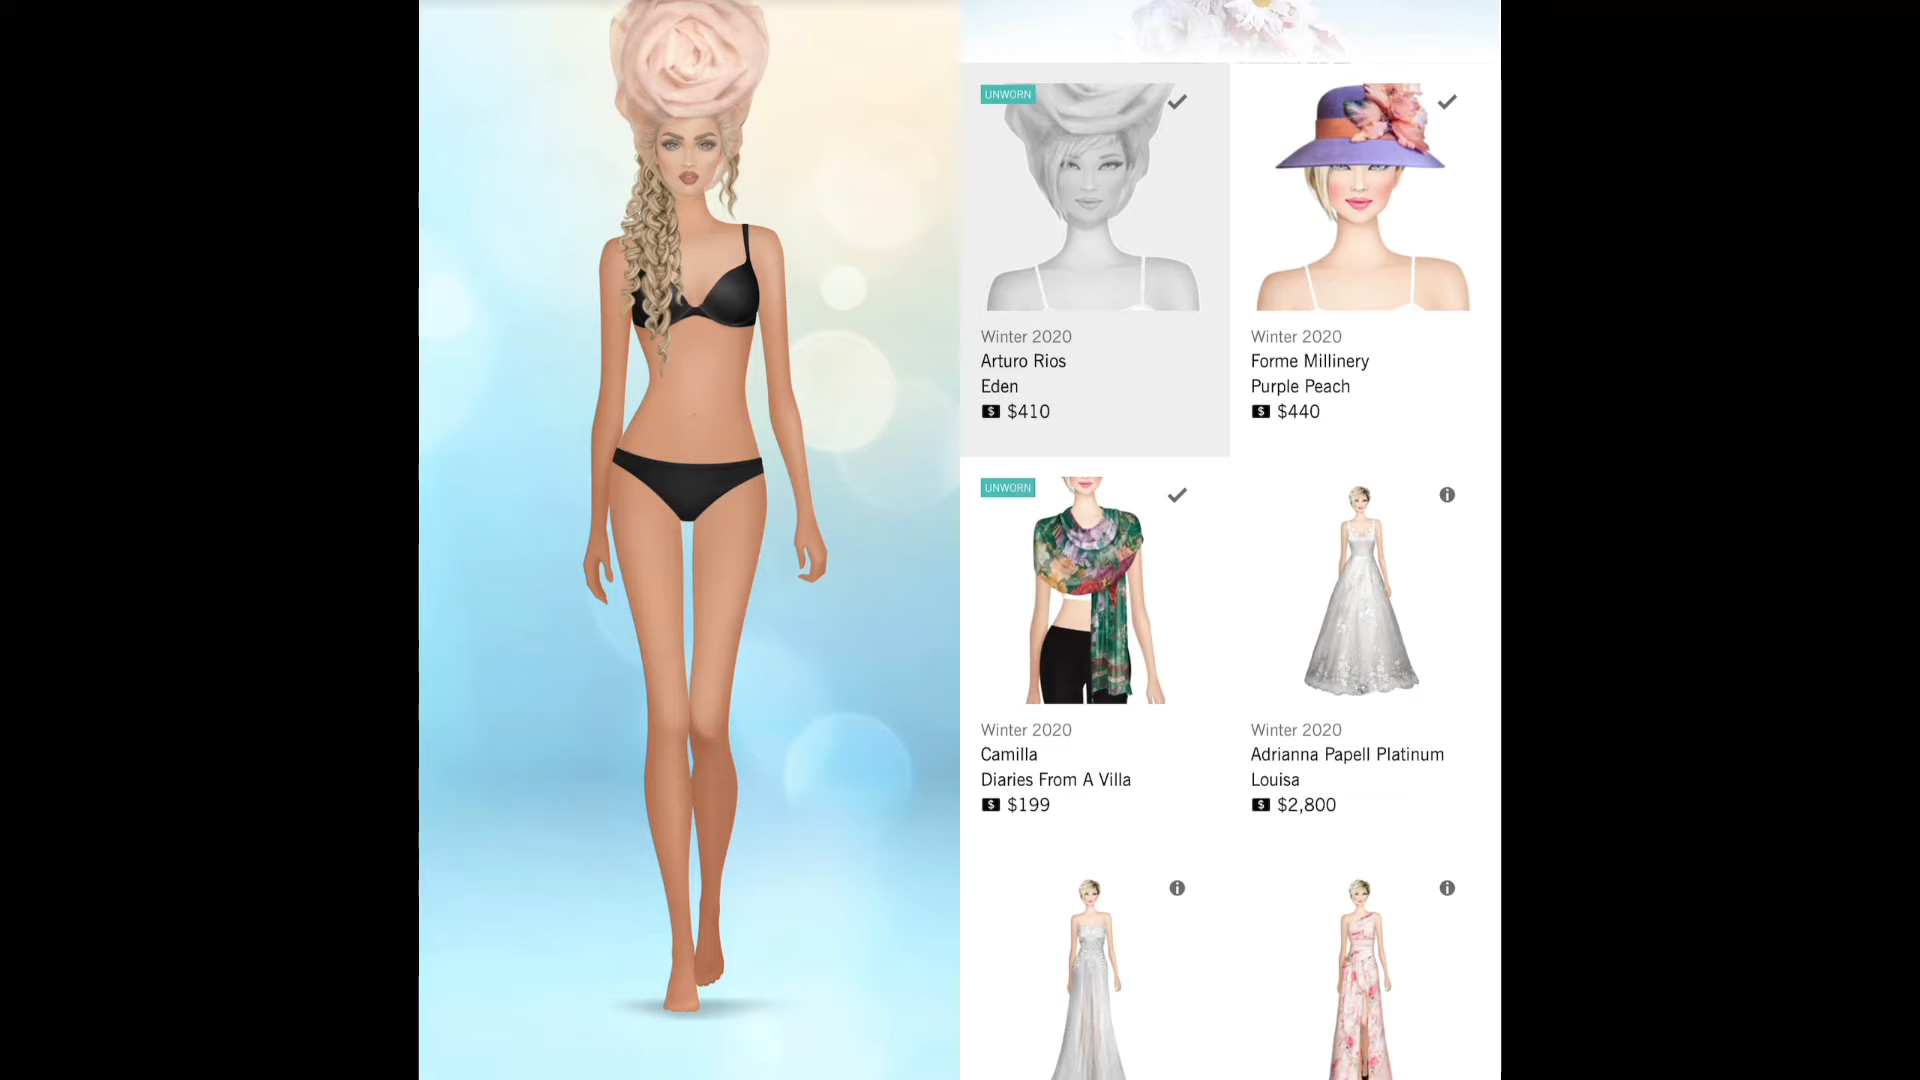 UNWORN
Winter 2020
Arturo Rios
Eden
$ $410
Winter 2020
Forme Millinery
Purple Peach
$ $440
UNWORN
Winter 2020
Camilla
Diaries From A Villa
$ $199
Winter 2020
Adrianna Papell Platinum
Louisa
$ $2,800